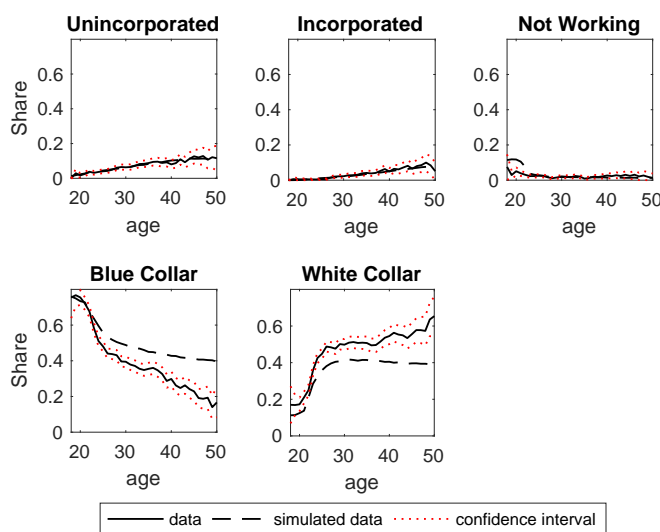 Unincorporated Incorporated Not Working
Share
0.6
0.4
0.2
0
20 30 40 50
age
0.6
0.4
0.2
0
20 30 40 50
age
0.6
0.4
0.2
0
20 30 40 50
age
Blue Collar White Collar
Share
0.6
0.4
0.2
0
20 30 40 50
age
0.6
0.4
0.2
0
20 30 40 50
age
data simulated data confidence interval